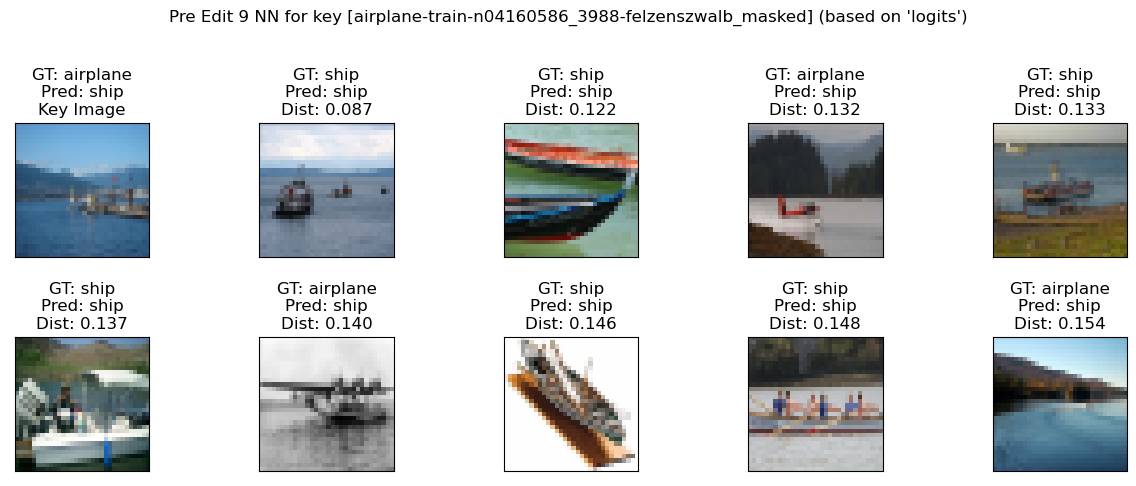 Pre Edit 9 NN for key [airplane-train-n04160586_3988-felzenszwalb_masked] (based on 'logits')
GT: airplane
Pred: ship
Key Image
GT: ship
Pred: ship
Dist: 0.087
GT: ship
Pred: ship
Dist: 0.122
GT: airplane
Pred: ship
Dist: 0.132
GT: ship
Pred: ship
Dist: 0.133
GT: ship
Pred: ship
Dist: 0.137
GT: airplane
Pred: ship
Dist: 0.140
GT: ship
Pred: ship
Dist: 0.146
GT: ship
Pred: ship
Dist: 0.148
GT: airplane
Pred: ship
Dist: 0.154